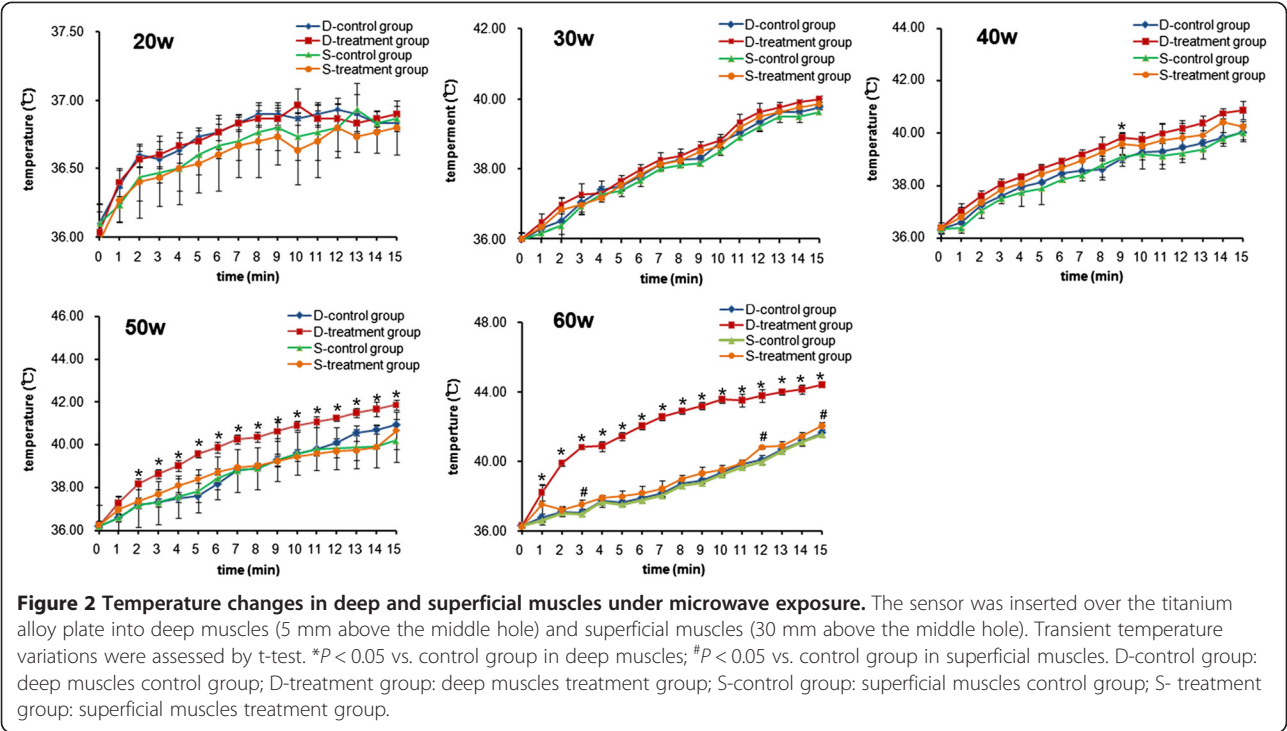 20w
D-control group
D-treatment group
S-control group
S-treatment group
temperature (℃)
37.50
37.00
36.50
36.00
0 1 2 3 4 5 6 7 8 9 10 11 12 13 14 15
time (min)
30w
D-control group
D-treatment group
S-control group
S-treatment group
temperment (℃)
42.00
40.00
38.00
36.00
0 1 2 3 4 5 6 7 8 9 10 11 12 13 14 15
time (min)
40w
D-control group
D-treatment group
S-control group
S-treatment group
temperature (℃)
44.00
42.00
40.00
38.00
36.00
*
0 1 2 3 4 5 6 7 8 9 10 11 12 13 14 15
time (min)
50w
D-control group
D-treatment group
S-control group
S-treatment group
temperature (℃)
46.00
44.00
42.00
40.00
38.00
36.00
* * * * * * * * * * * * * *
0 1 2 3 4 5 6 7 8 9 10 11 12 13 14 15
time (min)
60w
D-control group
D-treatment group
S-control group
S-treatment group
temperture (℃)
48.00
44.00
40.00
36.00
* * * * * * * * * * * * * * *
# # #
0 1 2 3 4 5 6 7 8 9 10 11 12 13 14 15
time (min)
Figure 2 Temperature changes in deep and superficial muscles under microwave exposure. The sensor was inserted over the titanium
alloy plate into deep muscles (5 mm above the middle hole) and superficial muscles (30 mm above the middle hole). Transient temperature
variations were assessed by t-test. *P < 0.05 vs. control group in deep muscles; #P < 0.05 vs. control group in superficial muscles. D-control group:
deep muscles control group; D-treatment group: deep muscles treatment group; S-control group: superficial muscles control group; S- treatment
group: superficial muscles treatment group.